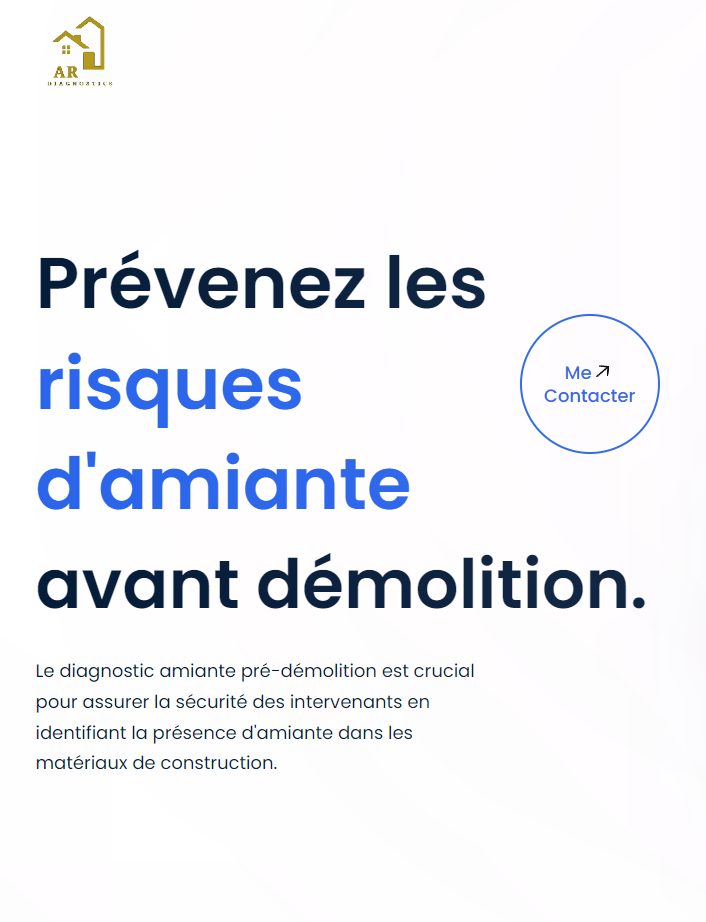 AR
DIAGNOSTICS
Prévenez les
risques
d'amiante
avant démolition.
Me
Contacter
Le diagnostic amiante pré-démolition est crucial
pour assurer la sécurité des intervenants en
identifiant la présence d'amiante dans les
matériaux de construction.